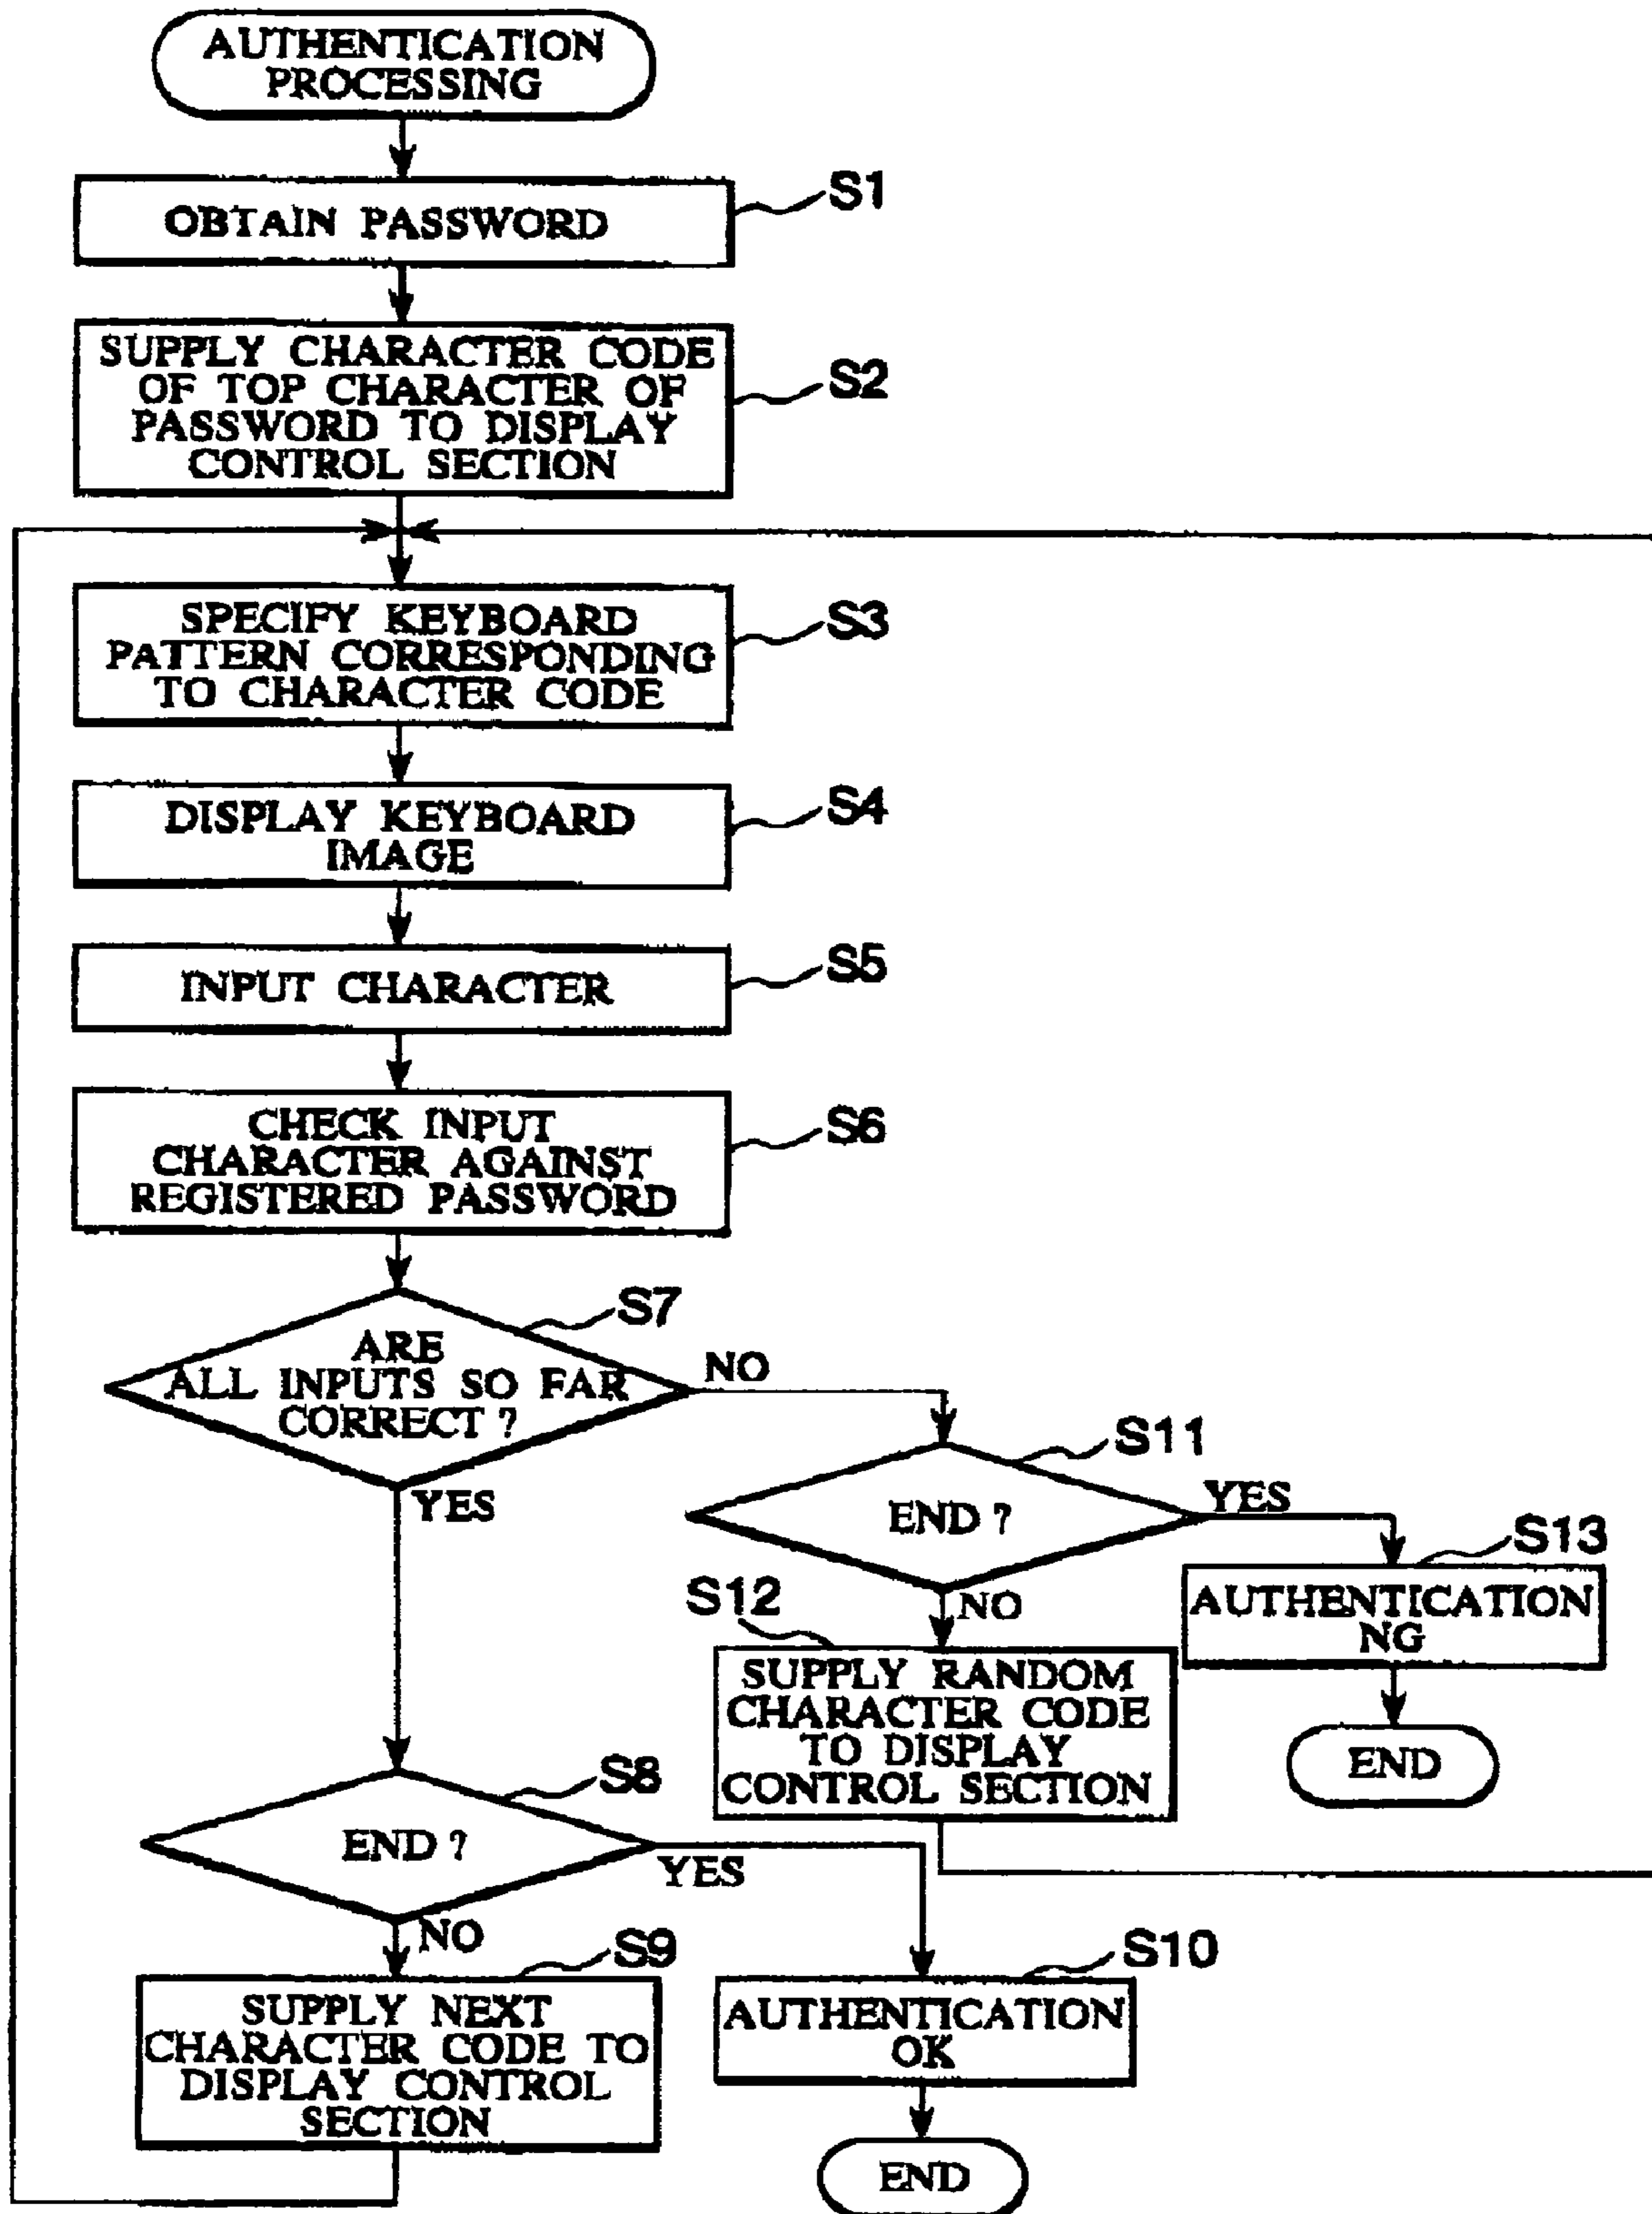 AUTHENTICATION
PROCESSING
S1
OBTAIN PASSWORD
S2
SUPPLY CHARACTER CODE
OF TOP CHARACTER OF
PASSWORD TO DISPLAY
CONTROL SECTION
S3
SPECIFY KEYBOARD
PATTERN CORRESPONDING
TO CHARACTER CODE
S4
DISPLAY KEYBOARD
IMAGE
S5
INPUT CHARACTER
S6
CHECK INPUT
CHARACTER AGAINST
REGISTERED PASSWORD
S7
ARE
ALL INPUTS SO FAR
CORRECT ?
NO
YES
S11
END ?
YES
NO
S13
AUTHENTICATION
NG
END
S12
SUPPLY RANDOM
CHARACTER CODE
TO DISPLAY
CONTROL SECTION
S8
END ?
YES
NO
S9
SUPPLY NEXT
CHARACTER CODE TO
DISPLAY CONTROL
SECTION
S10
AUTHENTICATION
OK
END